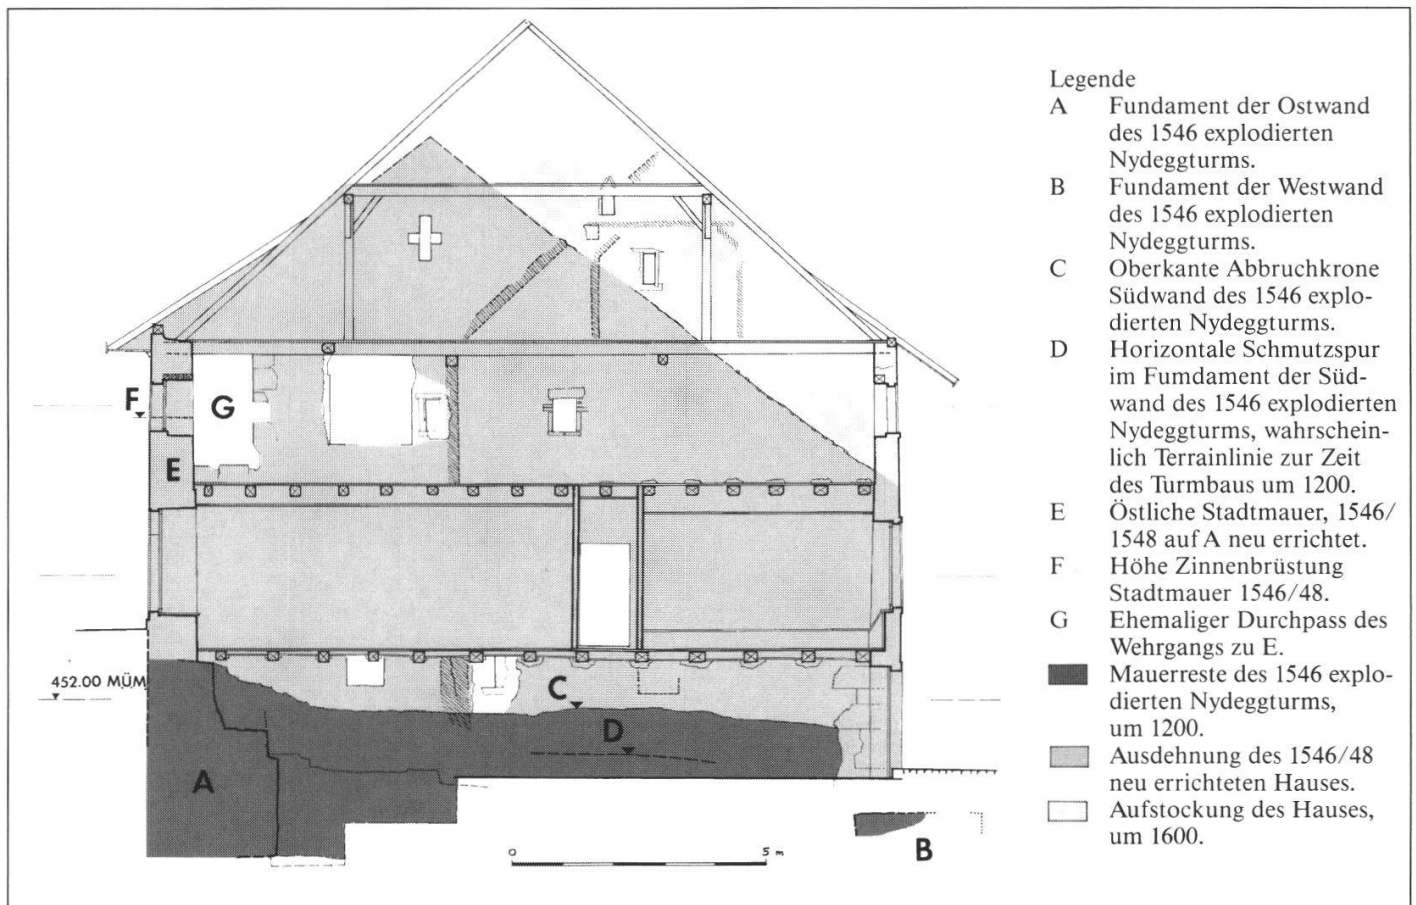 Legende
A Fundament der Ostwand
des 1546 explodierten
Nydeggturms.
B Fundament der Westwand
des 1546 explodierten
Nydeggturms.
C Oberkante Abbruchkrone
Südwand des 1546 explo-
dierten Nydeggturms.
D Horizontale Schmutzspur
im Fumdament der Süd-
wand des 1546 explodierten
Nydeggturms, wahrschein-
lich Terrainlinie zur Zeit
des Turmbaus um 1200.
E Östliche Stadtmauer, 1546/
1548 auf A neu errichtet.
F Höhe Zinnenbrüstung
Stadtmauer 1546/48.
G Ehemaliger Durchpass des
Wehrgangs zu E.
Mauerreste des 1546 explo-
dierten Nydeggturms,
um 1200.
Ausdehnung des 1546/48
neu errichteten Hauses.
Aufstockung des Hauses,
um 1600.
F
G
E
452.00 MÜM
C
D
A
B
0 5 m